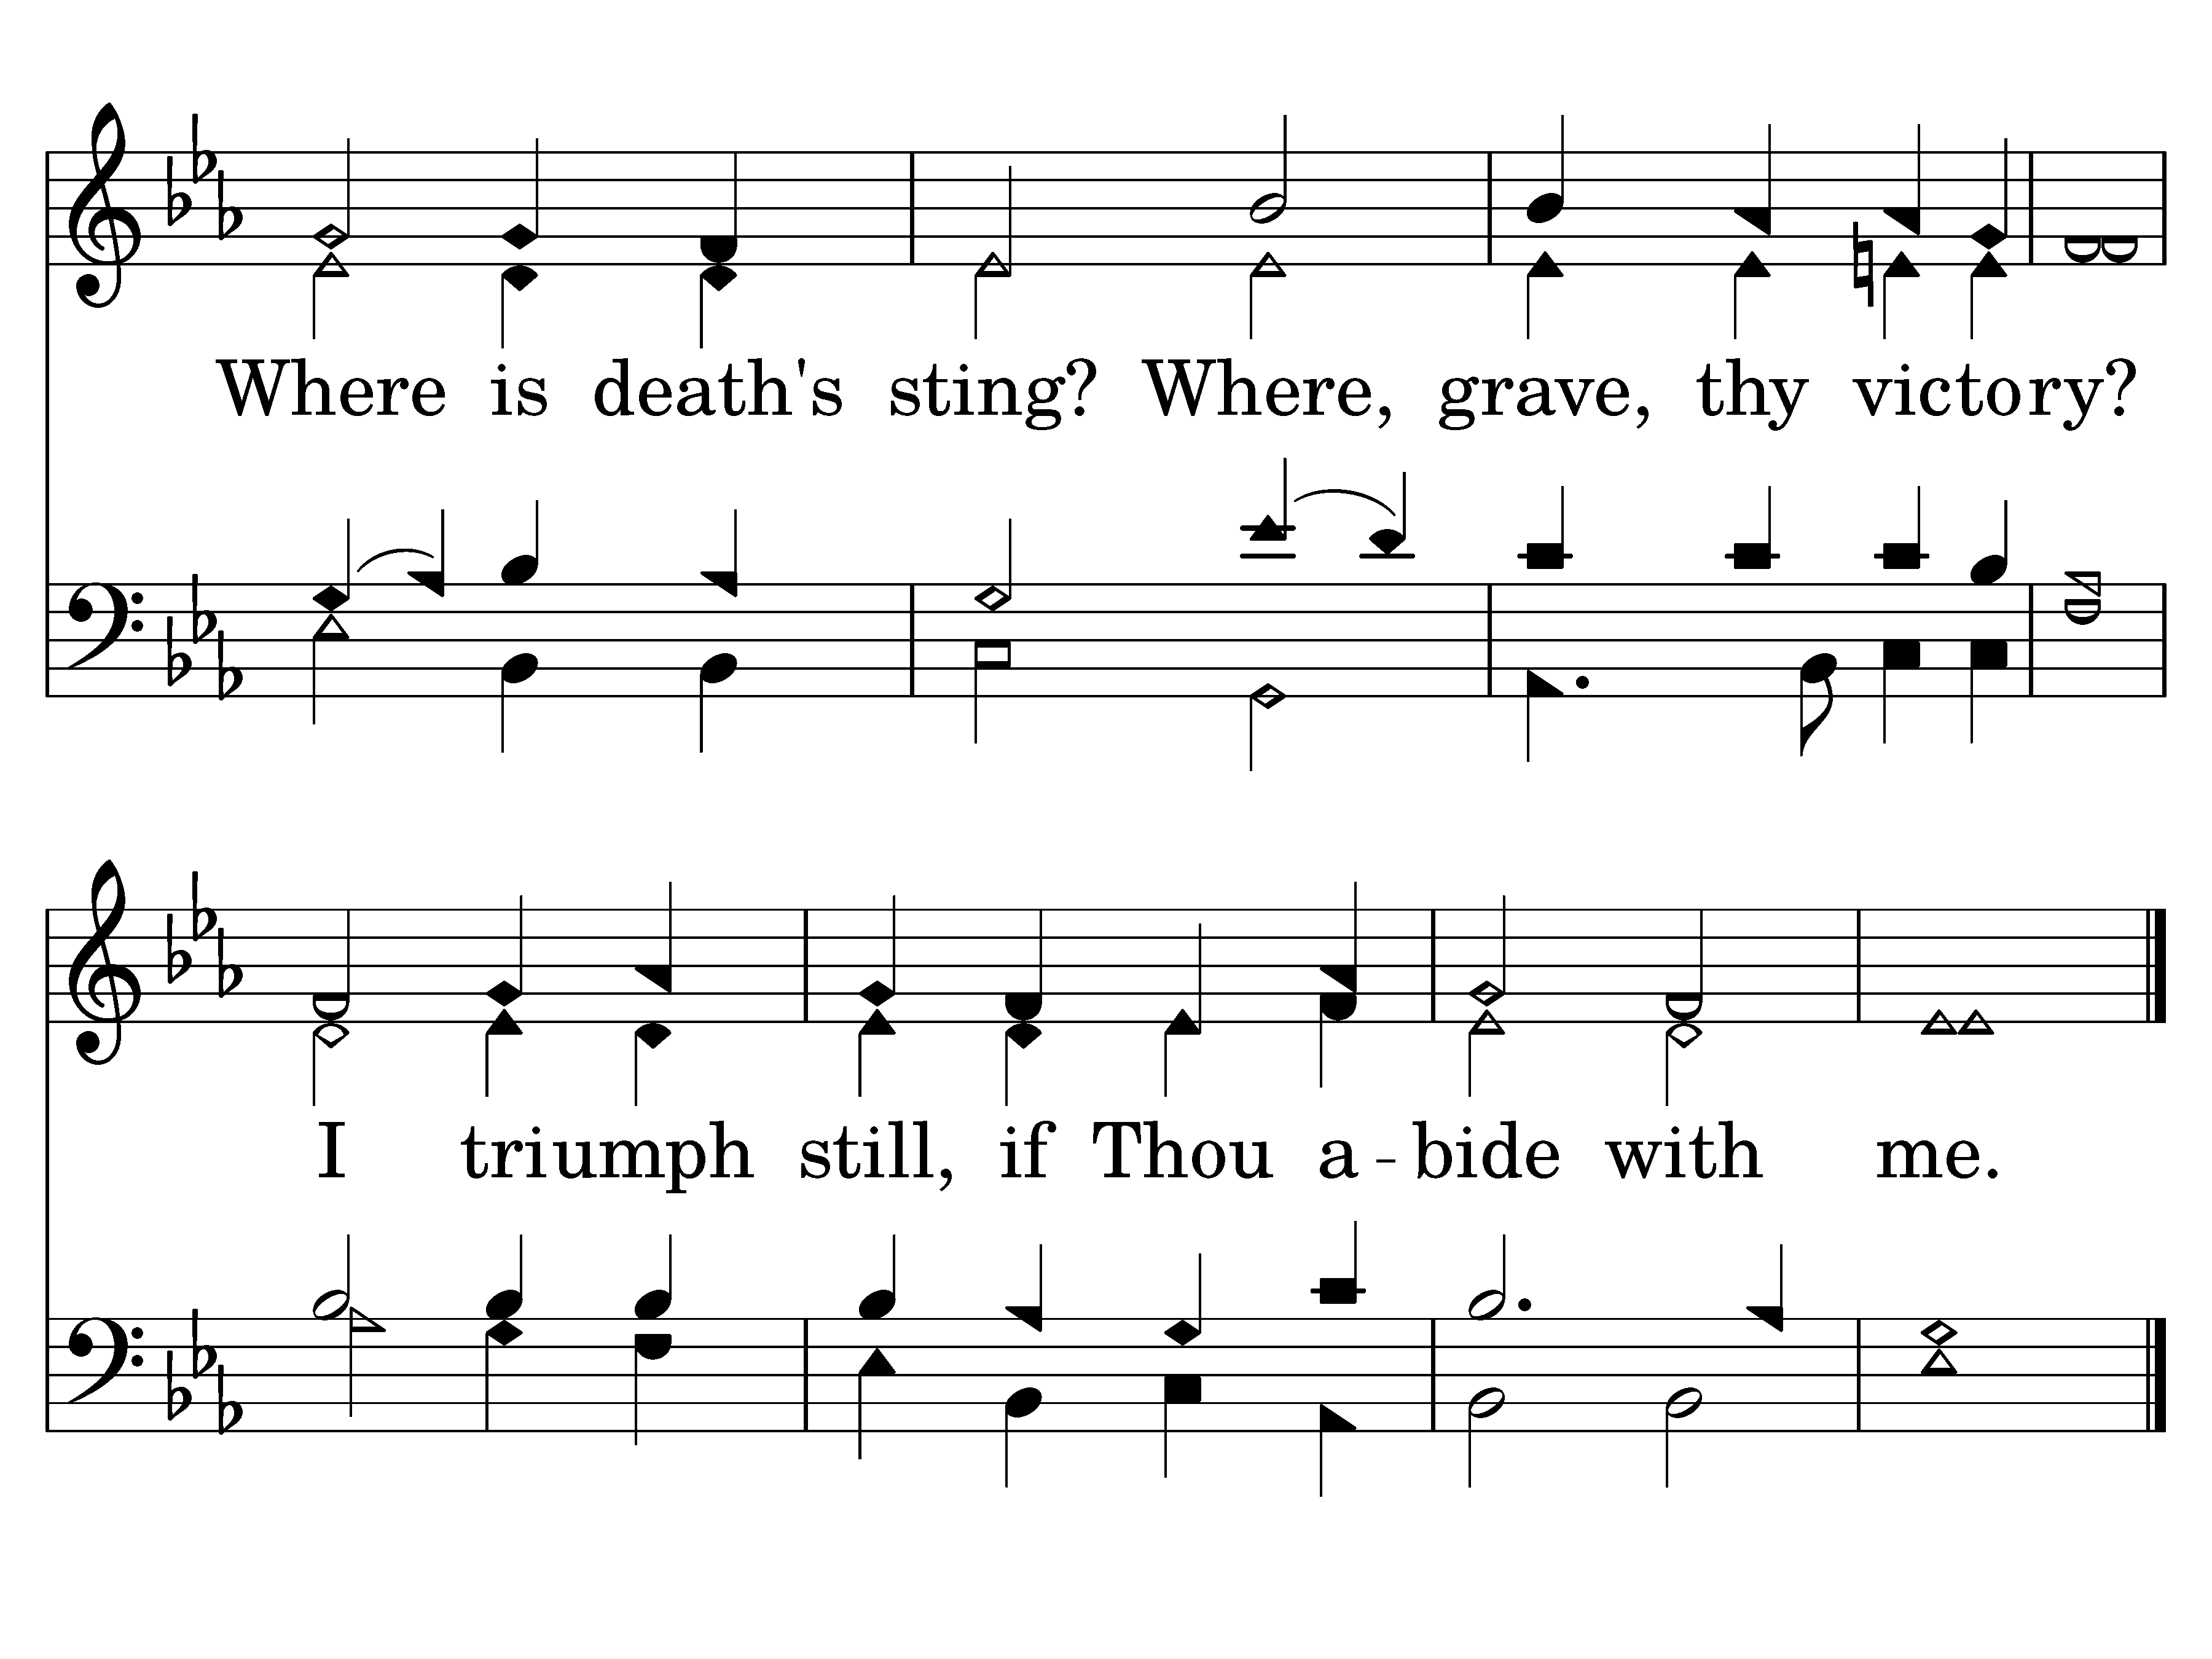 Where is death's sting? Where, grave, thy victory?
I triumph still, if Thou a-bide with me.